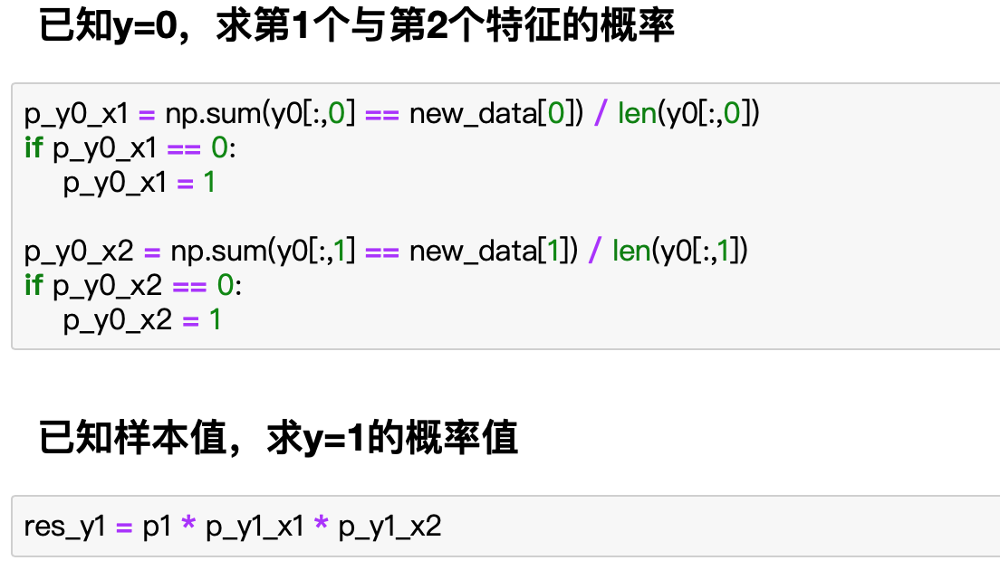 已知y=0，求第1个与第2个特征的概率
p_y0_x1 = np.sum(y0[:,0] == new_data[0]) / len(y0[:,0])
if p_y0_x1 == 0:
    p_y0_x1 = 1
p_y0_x2 = np.sum(y0[:,1] == new_data[1]) / len(y0[:,1])
if p_y0_x2 == 0:
    p_y0_x2 = 1
已知样本值，求y=1的概率值
res_y1 = p1 * p_y1_x1 * p_y1_x2